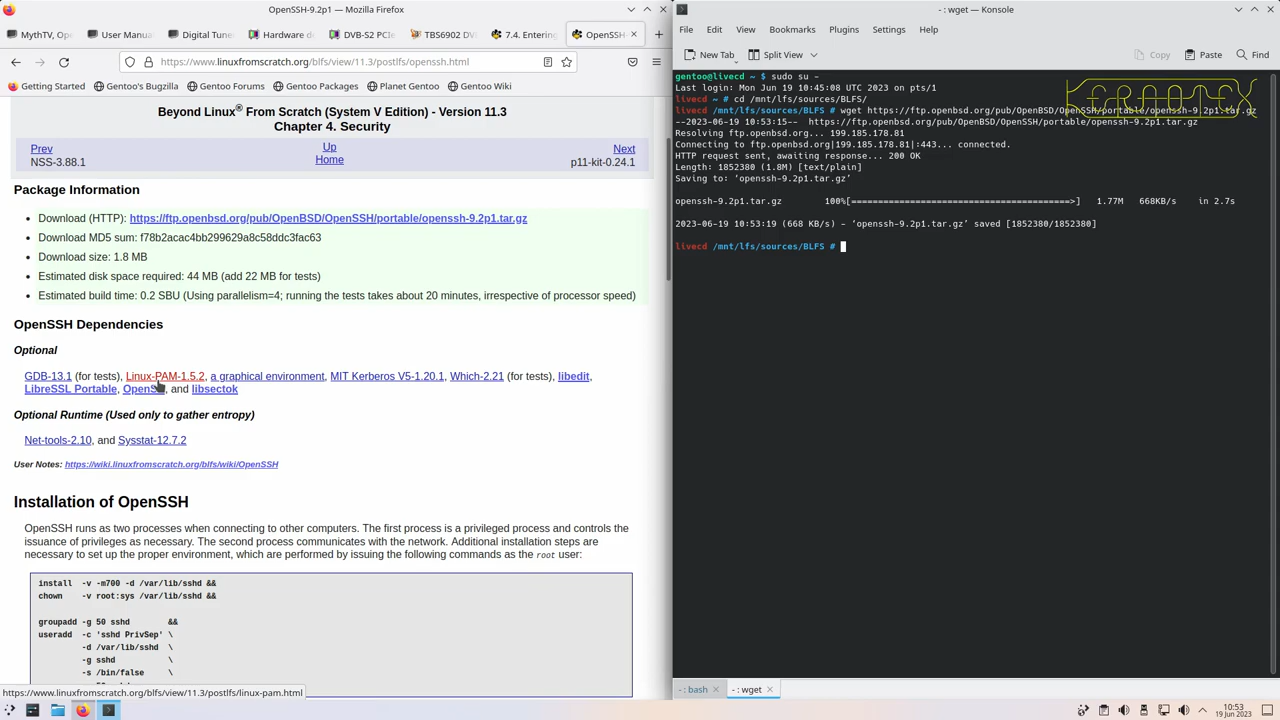 OpenSSH-9.2p1 — Mozilla Firefox
MythTV, Op
User Manua
Digital Tun
Hardware d
DVB-S2 PCIe
TBS6902 DV
7.4. Entering
OpenSSH-
https://www.linuxfromscratch.org/blfs/view/11.3/postlfs/openssh.html
Getting Started
Gentoo's Bugzilla
Gentoo Forums
Gentoo Packages
Planet Gentoo
Gentoo Wiki
Beyond Linux® From Scratch (System V Edition) - Version 11.3
Chapter 4. Security
Prev
Up
Next
NSS-3.88.1
Home
p11-kit-0.24.1
Package Information
• Download (HTTP): https://ftp.openbsd.org/pub/OpenBSD/OpenSSH/portable/openssh-9.2p1.tar.gz
• Download MD5 sum: f78b2acac4bb299629a8c58ddc3fac63
• Download size: 1.8 MB
• Estimated disk space required: 44 MB (add 22 MB for tests)
• Estimated build time: 0.2 SBU (Using parallelism=4; running the tests takes about 20 minutes, irrespective of processor speed)
OpenSSH Dependencies
Optional
GDB-13.1 (for tests), Linux-PAM-1.5.2, a graphical environment, MIT Kerberos V5-1.20.1, Which-2.21 (for tests), libedit,
LibreSSL Portable, OpenS and libsectok
Optional Runtime (Used only to gather entropy)
Net-tools-2.10, and Sysstat-12.7.2
User Notes: https://wiki.linuxfromscratch.org/blfs/wiki/OpenSSH
Installation of OpenSSH
OpenSSH runs as two processes when connecting to other computers. The first process is a privileged process and controls the
issuance of privileges as necessary. The second process communicates with the network. Additional installation steps are
necessary to set up the proper environment, which are performed by issuing the following commands as the root user:
install -v -m700 -d /var/lib/sshd &&
chown -v root:sys /var/lib/sshd &&
groupadd -g 50 sshd &&
useradd -c 'sshd PrivSep' \
-d /var/lib/sshd \
-g sshd \
-s /bin/false \
https://www.linuxfromscratch.org/blfs/view/11.3/postlfs/linux-pam.html
- : wget — Konsole
File Edit View Bookmarks Plugins Settings Help
New Tab
Split View
Copy
Paste
Find
gentoo@livecd ~ $ sudo su -
Last login: Mon Jun 19 10:45:08 UTC 2023 on pts/1
livecd ~ # cd /mnt/lfs/sources/BLFS/
livecd /mnt/lfs/sources/BLFS # wget https://ftp.openbsd.org/pub/OpenBSD/OpenSSH/portable/openssh-9.2p1.tar.gz
--2023-06-19 10:53:15-- https://ftp.openbsd.org/pub/OpenBSD/OpenSSH/portable/openssh-9.2p1.tar.gz
Resolving ftp.openbsd.org... 199.185.178.81
Connecting to ftp.openbsd.org|199.185.178.81|:443... connected.
HTTP request sent, awaiting response... 200 OK
Length: 1852380 (1.8M) [text/plain]
Saving to: ‘openssh-9.2p1.tar.gz’
openssh-9.2p1.tar.gz 100%[========================================>] 1.77M 668KB/s in 2.7s
2023-06-19 10:53:19 (668 KB/s) - ‘openssh-9.2p1.tar.gz’ saved [1852380/1852380]
livecd /mnt/lfs/sources/BLFS #
- : bash
- : wget
10:53
19 Jun 2023